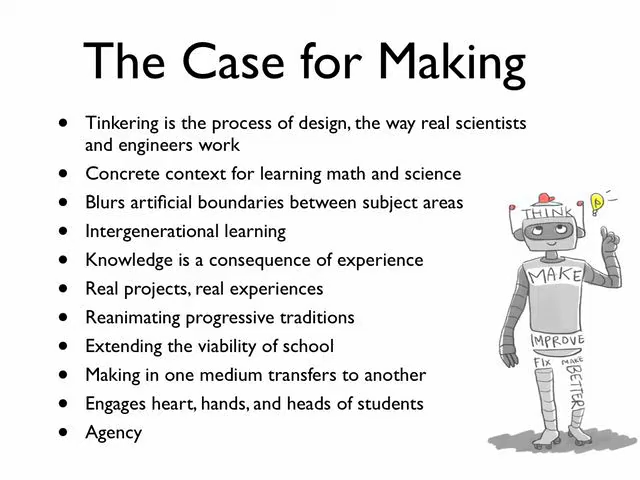 The Case for Making
• Tinkering is the process of design, the way real scientists
and engineers work
• Concrete context for learning math and science
• Blurs artificial boundaries between subject areas
• Intergenerational learning
• Knowledge is a consequence of experience
• Real projects, real experiences
• Reanimating progressive traditions
• Extending the viability of school
• Making in one medium transfers to another
• Engages heart, hands, and heads of students
• Agency
THINK
MAKE
IMPROVE
FIX
MAKE
BETTER